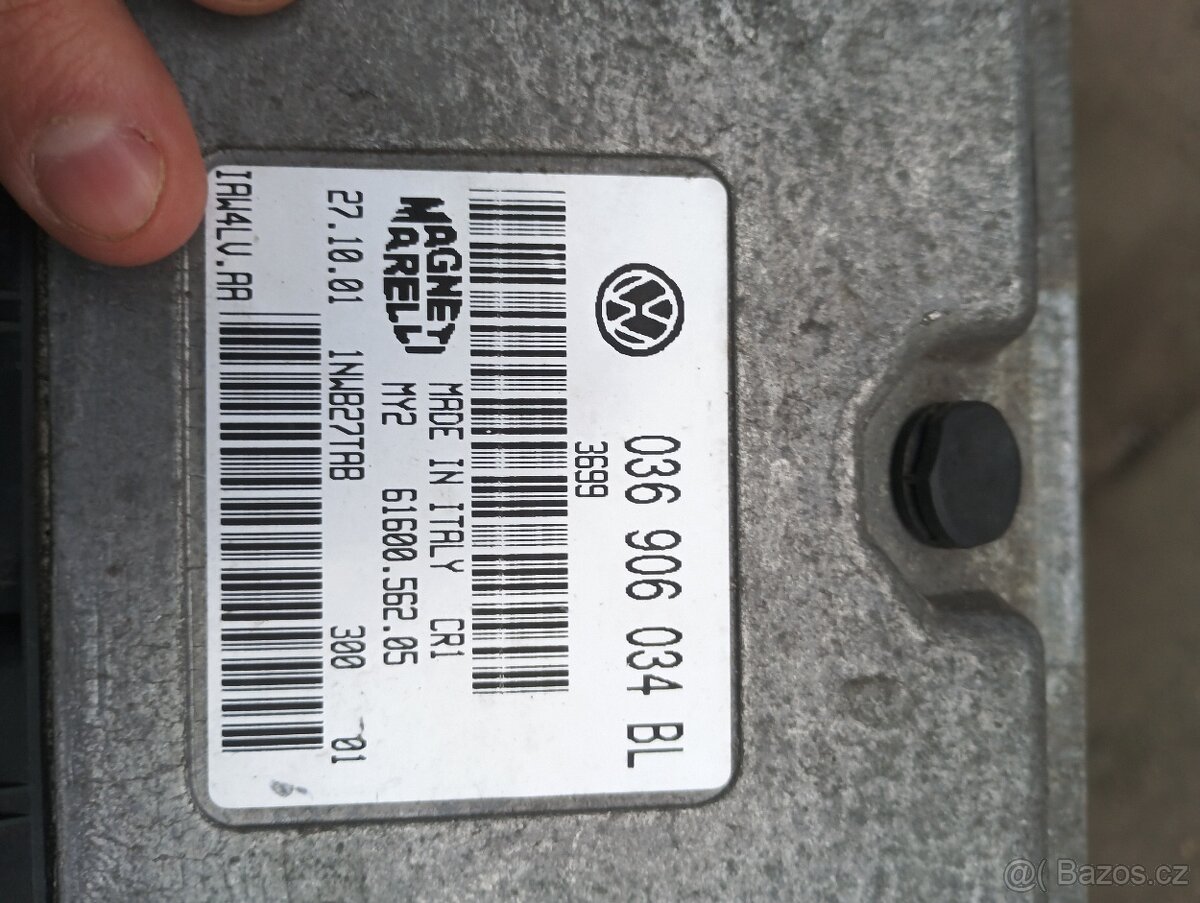 036 906 034 BL
3699
MAGNETI MARELLI
MADE IN ITALY CR1
MY2 61600.562.05
27.10.01 1NW827TAB 300 01
IAW4LV.AA
@( Bazos.cz